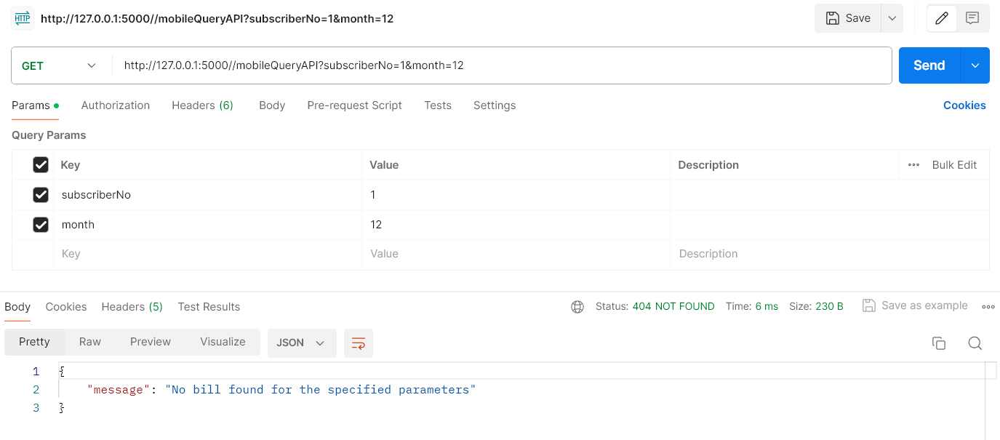 HTTP http://127.0.0.1:5000//mobileQueryAPI?subscriberNo=1&month=12 Save
GET http://127.0.0.1:5000//mobileQueryAPI?subscriberNo=1&month=12 Send
Params Authorization Headers (6) Body Pre-request Script Tests Settings Cookies
Query Params
Key Value Description Bulk Edit
subscriberNo 1
month 12
Key Value Description
Body Cookies Headers (5) Test Results Status: 404 NOT FOUND Time: 6 ms Size: 230 B Save as example
Pretty Raw Preview Visualize JSON
1 {
2 "message": "No bill found for the specified parameters"
3 }